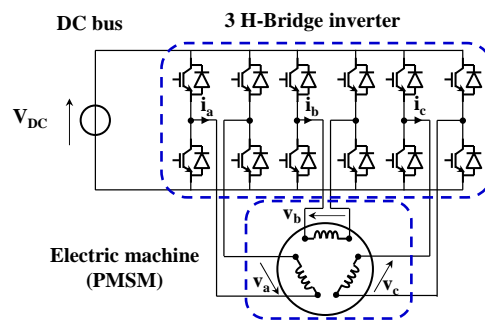 DC bus
3 H-Bridge inverter
V_DC
i_a
i_b
i_c
v_b
Electric machine
(PMSM)
v_a
v_c